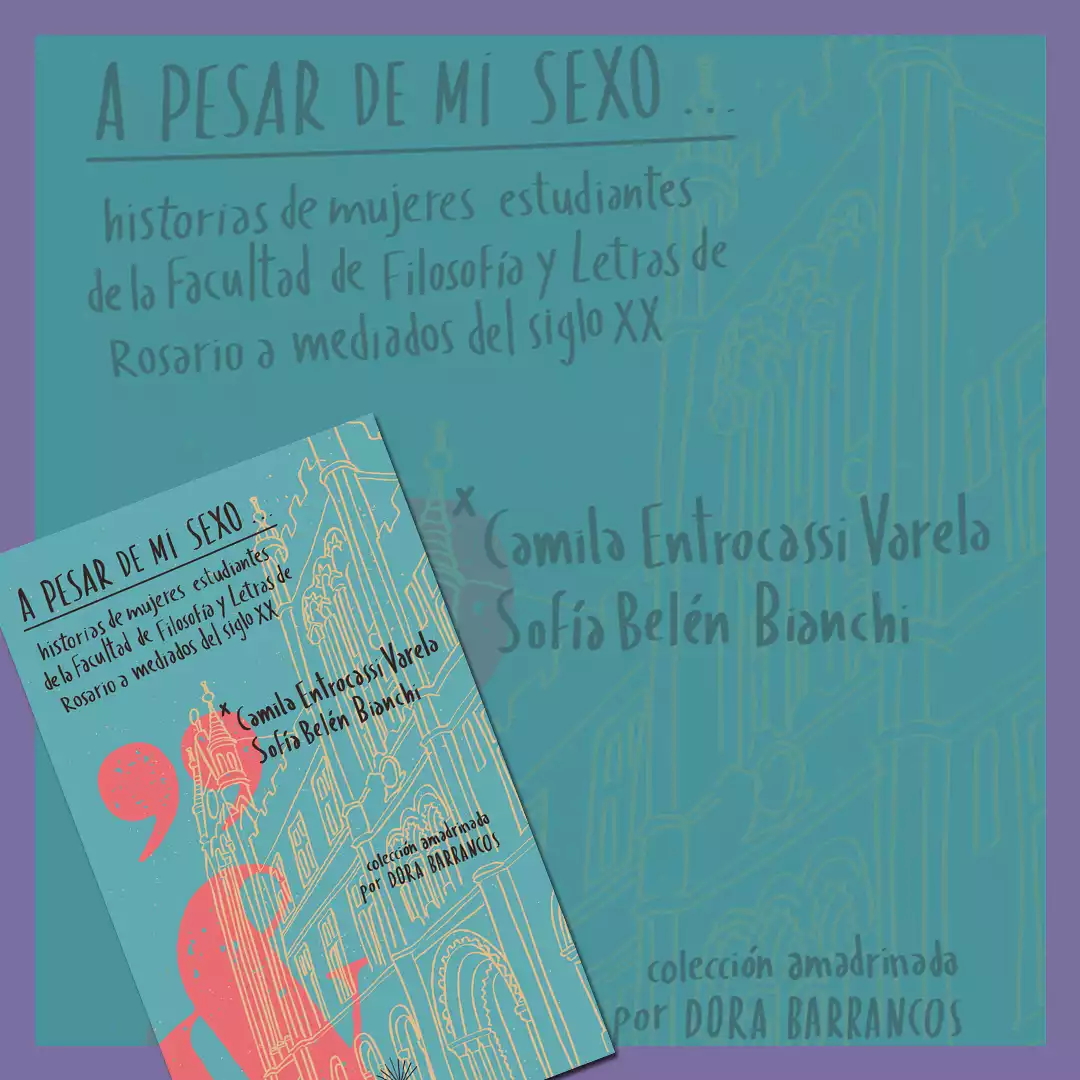 A PESAR DE MI SEXO...
historias de mujeres estudiantes
de la Facultad de Filosofía y Letras de
Rosario a mediados del siglo XX
x Camila Entrocassi Varela
Sofía Belén Bianchi
colección amadrinada
por DORA BARRANCOS
A PESAR DE MI SEXO...
historias de mujeres estudiantes
de la Facultad de Filosofía y Letras de
Rosario a mediados del siglo XX
x Camila Entrocassi Varela
Sofía Belén Bianchi
colección amadrinada
por DORA BARRANCOS